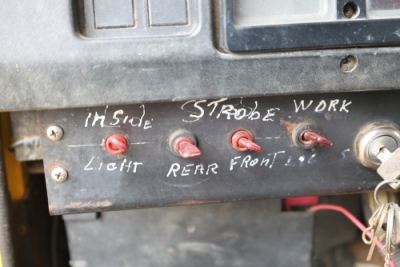 INSIDE STROBE WORK
LIGHT REAR FRONT